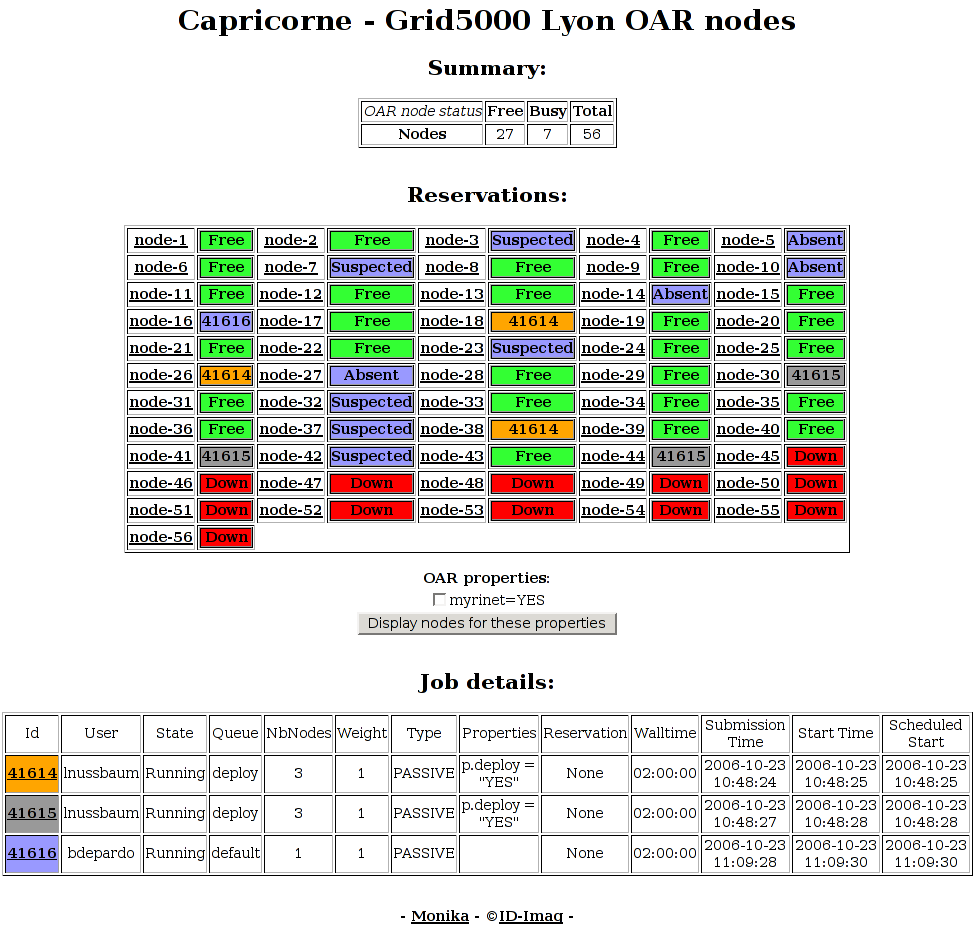 Capricorne - Grid5000 Lyon OAR nodes
Summary:
OAR node status Free Busy Total
Nodes 27 7 56
Reservations:
node-1 Free node-2 Free node-3 Suspected node-4 Free node-5 Absent
node-6 Free node-7 Suspected node-8 Free node-9 Free node-10 Absent
node-11 Free node-12 Free node-13 Free node-14 Absent node-15 Free
node-16 41616 node-17 Free node-18 41614 node-19 Free node-20 Free
node-21 Free node-22 Free node-23 Suspected node-24 Free node-25 Free
node-26 41614 node-27 Absent node-28 Free node-29 Free node-30 41615
node-31 Free node-32 Suspected node-33 Free node-34 Free node-35 Free
node-36 Free node-37 Suspected node-38 41614 node-39 Free node-40 Free
node-41 41615 node-42 Suspected node-43 Free node-44 41615 node-45 Down
node-46 Down node-47 Down node-48 Down node-49 Down node-50 Down
node-51 Down node-52 Down node-53 Down node-54 Down node-55 Down
node-56 Down
OAR properties:
myrinet=YES
Display nodes for these properties
Job details:
Id User State Queue NbNodes Weight Type Properties Reservation Walltime Submission Time Start Time Scheduled Start
41614 lnussbaum Running deploy 3 1 PASSIVE p.deploy = "YES" None 02:00:00 2006-10-23 10:48:24 2006-10-23 10:48:25 2006-10-23 10:48:25
41615 lnussbaum Running deploy 3 1 PASSIVE p.deploy = "YES" None 02:00:00 2006-10-23 10:48:27 2006-10-23 10:48:28 2006-10-23 10:48:28
41616 bdepardo Running default 1 1 PASSIVE None 02:00:00 2006-10-23 11:09:28 2006-10-23 11:09:30 2006-10-23 11:09:30
- Monika - ©ID-Imag -